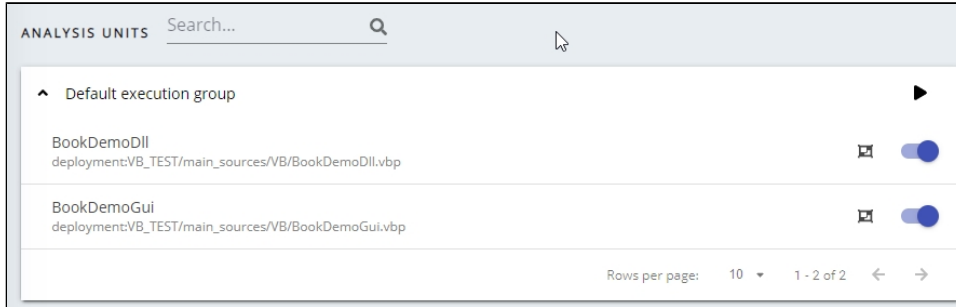 ANALYSIS UNITS Search...
Default execution group
BookDemoDll
deployment:VB_TEST/main_sources/VB/BookDemoDll.vbp
BookDemoGui
deployment:VB_TEST/main_sources/VB/BookDemoGui.vbp
Rows per page: 10 1 - 2 of 2